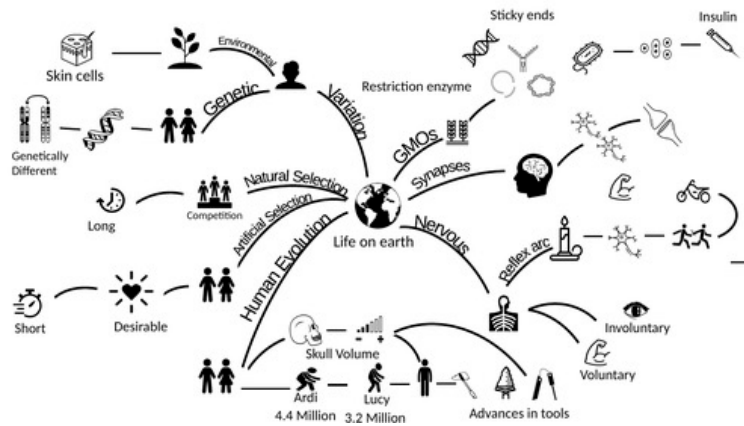 Sticky ends
Insulin
Environmental
Skin cells
Restriction enzyme
Genetic
Variation
GMOs
Genetically
Different
Synapses
Natural Selection
Competition
Long
Artificial Selection
Life on earth
Nervous
Human Evolution
Reflex arc
Short
Desirable
Involuntary
Skull Volume
Voluntary
Ardi
Lucy
4.4 Million
3.2 Million
Advances in tools